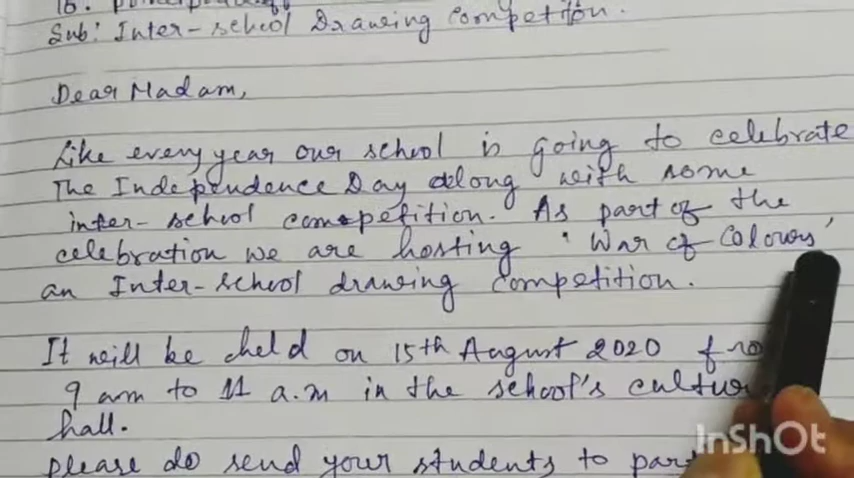 Sub: Inter-school Drawing Competiton.
Dear Madam,
Like every year our school is going to celebrate
The Independence Day along with some
inter-school competition. As part of the
celebration we are hosting 'War of Colours'
an Inter-school drawing competition.
It will be held on 15th August 2020
9 am to 11 a.m in the school's
hall.
please do send your students to
InShOt